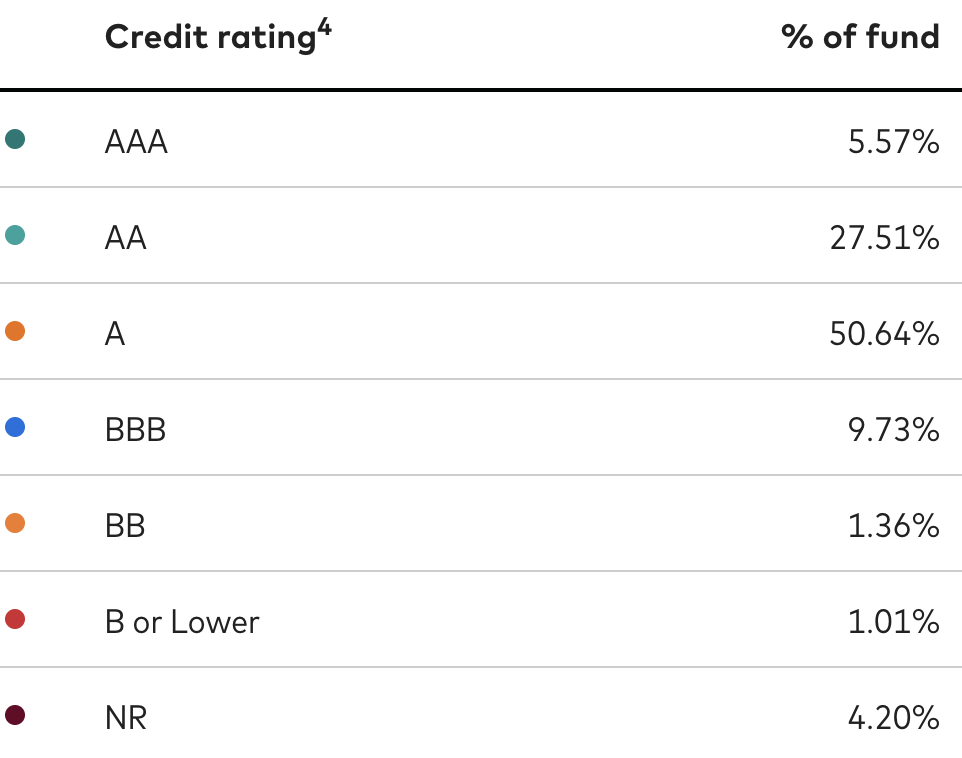 Credit rating⁴ % of fund
AAA 5.57%
AA 27.51%
A 50.64%
BBB 9.73%
BB 1.36%
B or Lower 1.01%
NR 4.20%